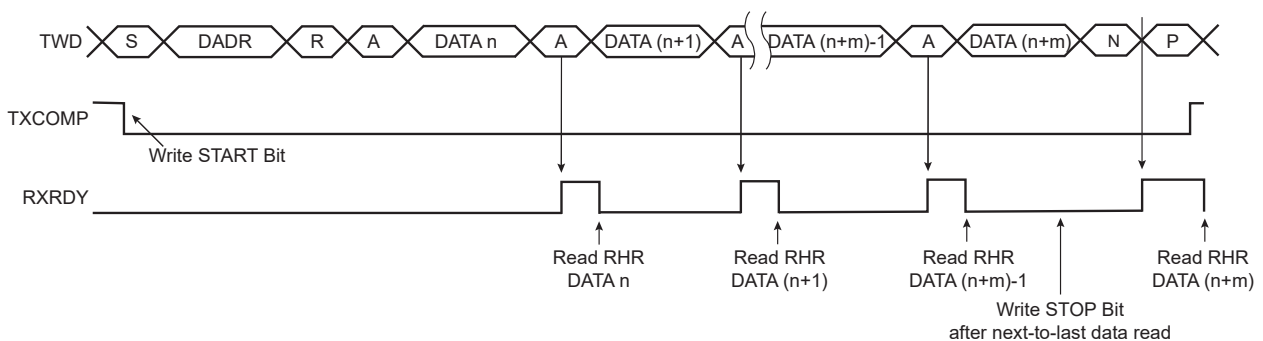 TWD S DADR R A DATA n A DATA (n+1) A DATA (n+m)-1 A DATA (n+m) N P
TXCOMP
Write START Bit
RXRDY
Read RHR Read RHR Read RHR Read RHR
DATA n DATA (n+1) DATA (n+m)-1 DATA (n+m)
Write STOP Bit
after next-to-last data read